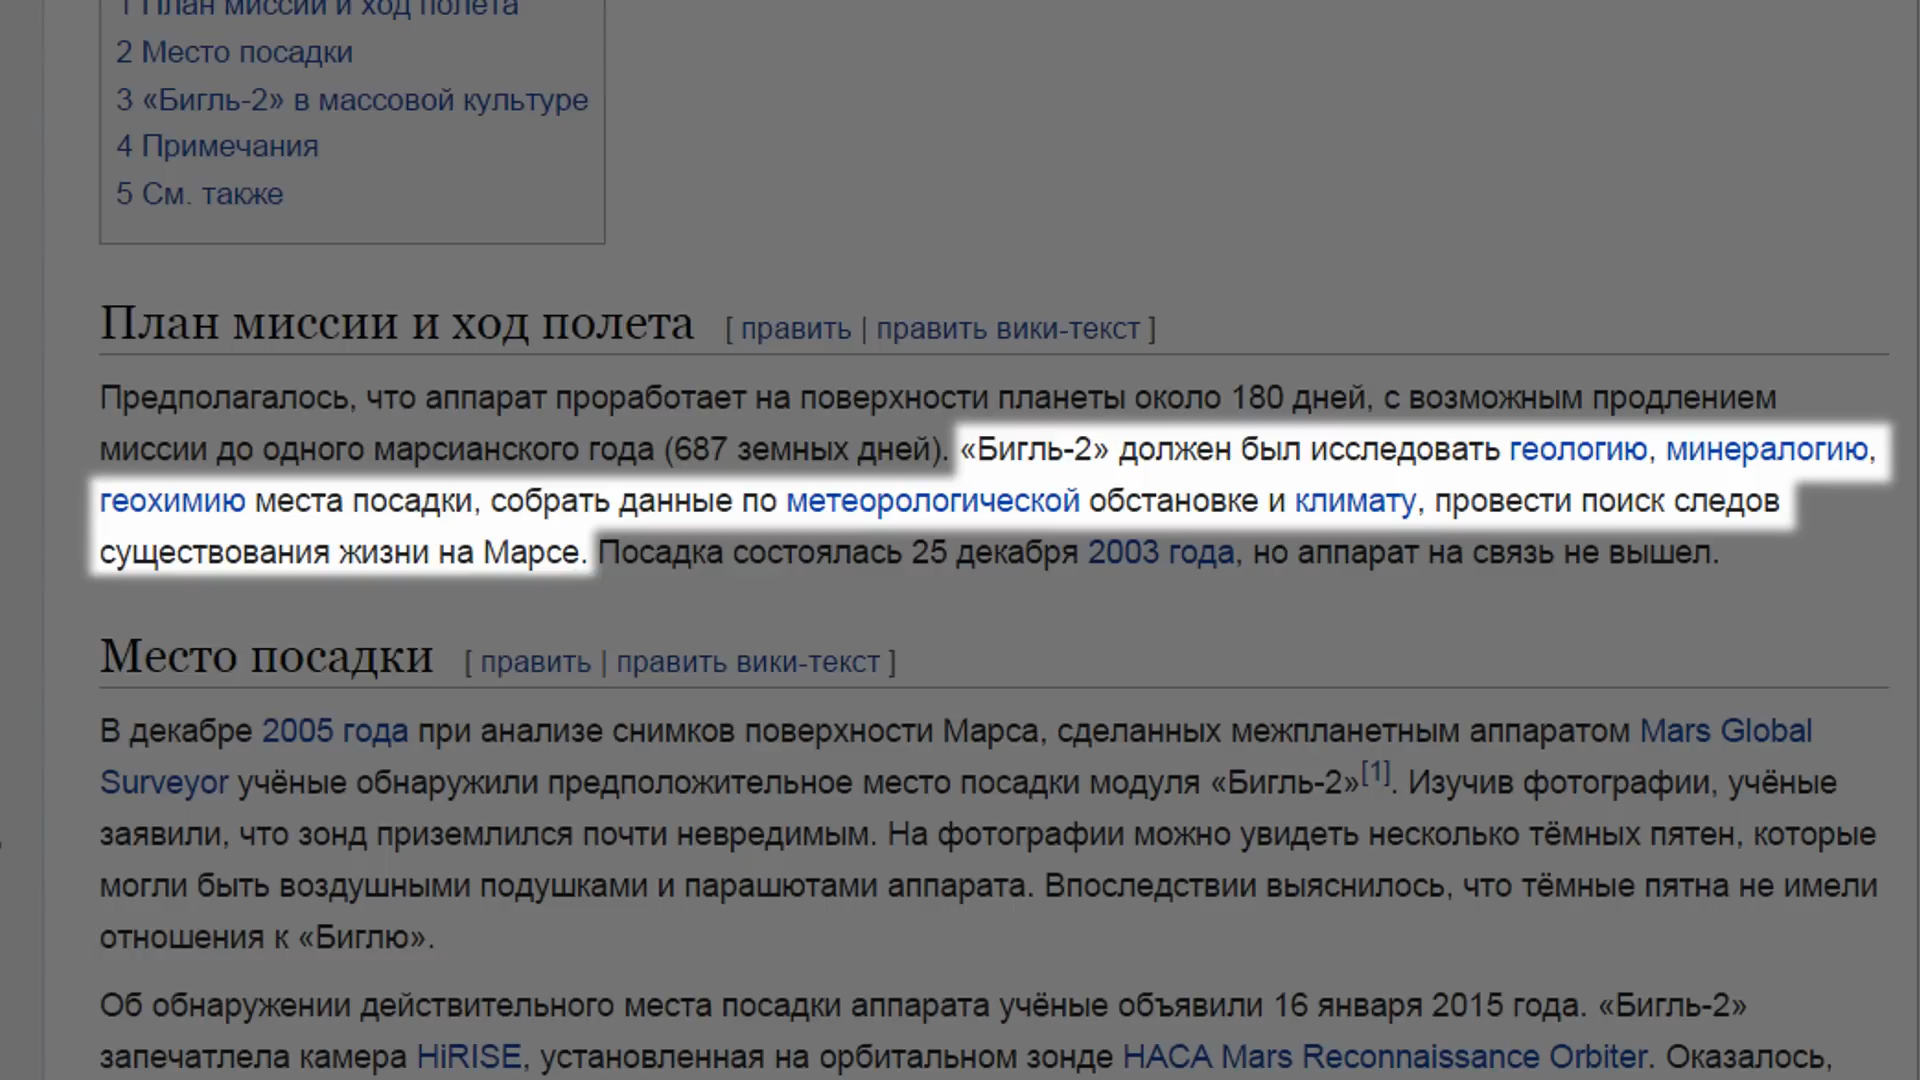 1 План миссии и ход полета
2 Место посадки
3 «Бигль-2» в массовой культуре
4 Примечания
5 См. также
План миссии и ход полета [ править | править вики-текст ]
Предполагалось, что аппарат проработает на поверхности планеты около 180 дней, с возможным продлением
миссии до одного марсианского года (687 земных дней). «Бигль-2» должен был исследовать геологию, минералогию,
геохимию места посадки, собрать данные по метеорологической обстановке и климату, провести поиск следов
существования жизни на Марсе. Посадка состоялась 25 декабря 2003 года, но аппарат на связь не вышел.
Место посадки [ править | править вики-текст ]
В декабре 2005 года при анализе снимков поверхности Марса, сделанных межпланетным аппаратом Mars Global
Surveyor учёные обнаружили предположительное место посадки модуля «Бигль-2»[1]. Изучив фотографии, учёные
заявили, что зонд приземлился почти невредимым. На фотографии можно увидеть несколько тёмных пятен, которые
могли быть воздушными подушками и парашютами аппарата. Впоследствии выяснилось, что тёмные пятна не имели
отношения к «Биглю».
Об обнаружении действительного места посадки аппарата учёные объявили 16 января 2015 года. «Бигль-2»
запечатлела камера HiRISE, установленная на орбитальном зонде НАСА Mars Reconnaissance Orbiter. Оказалось,